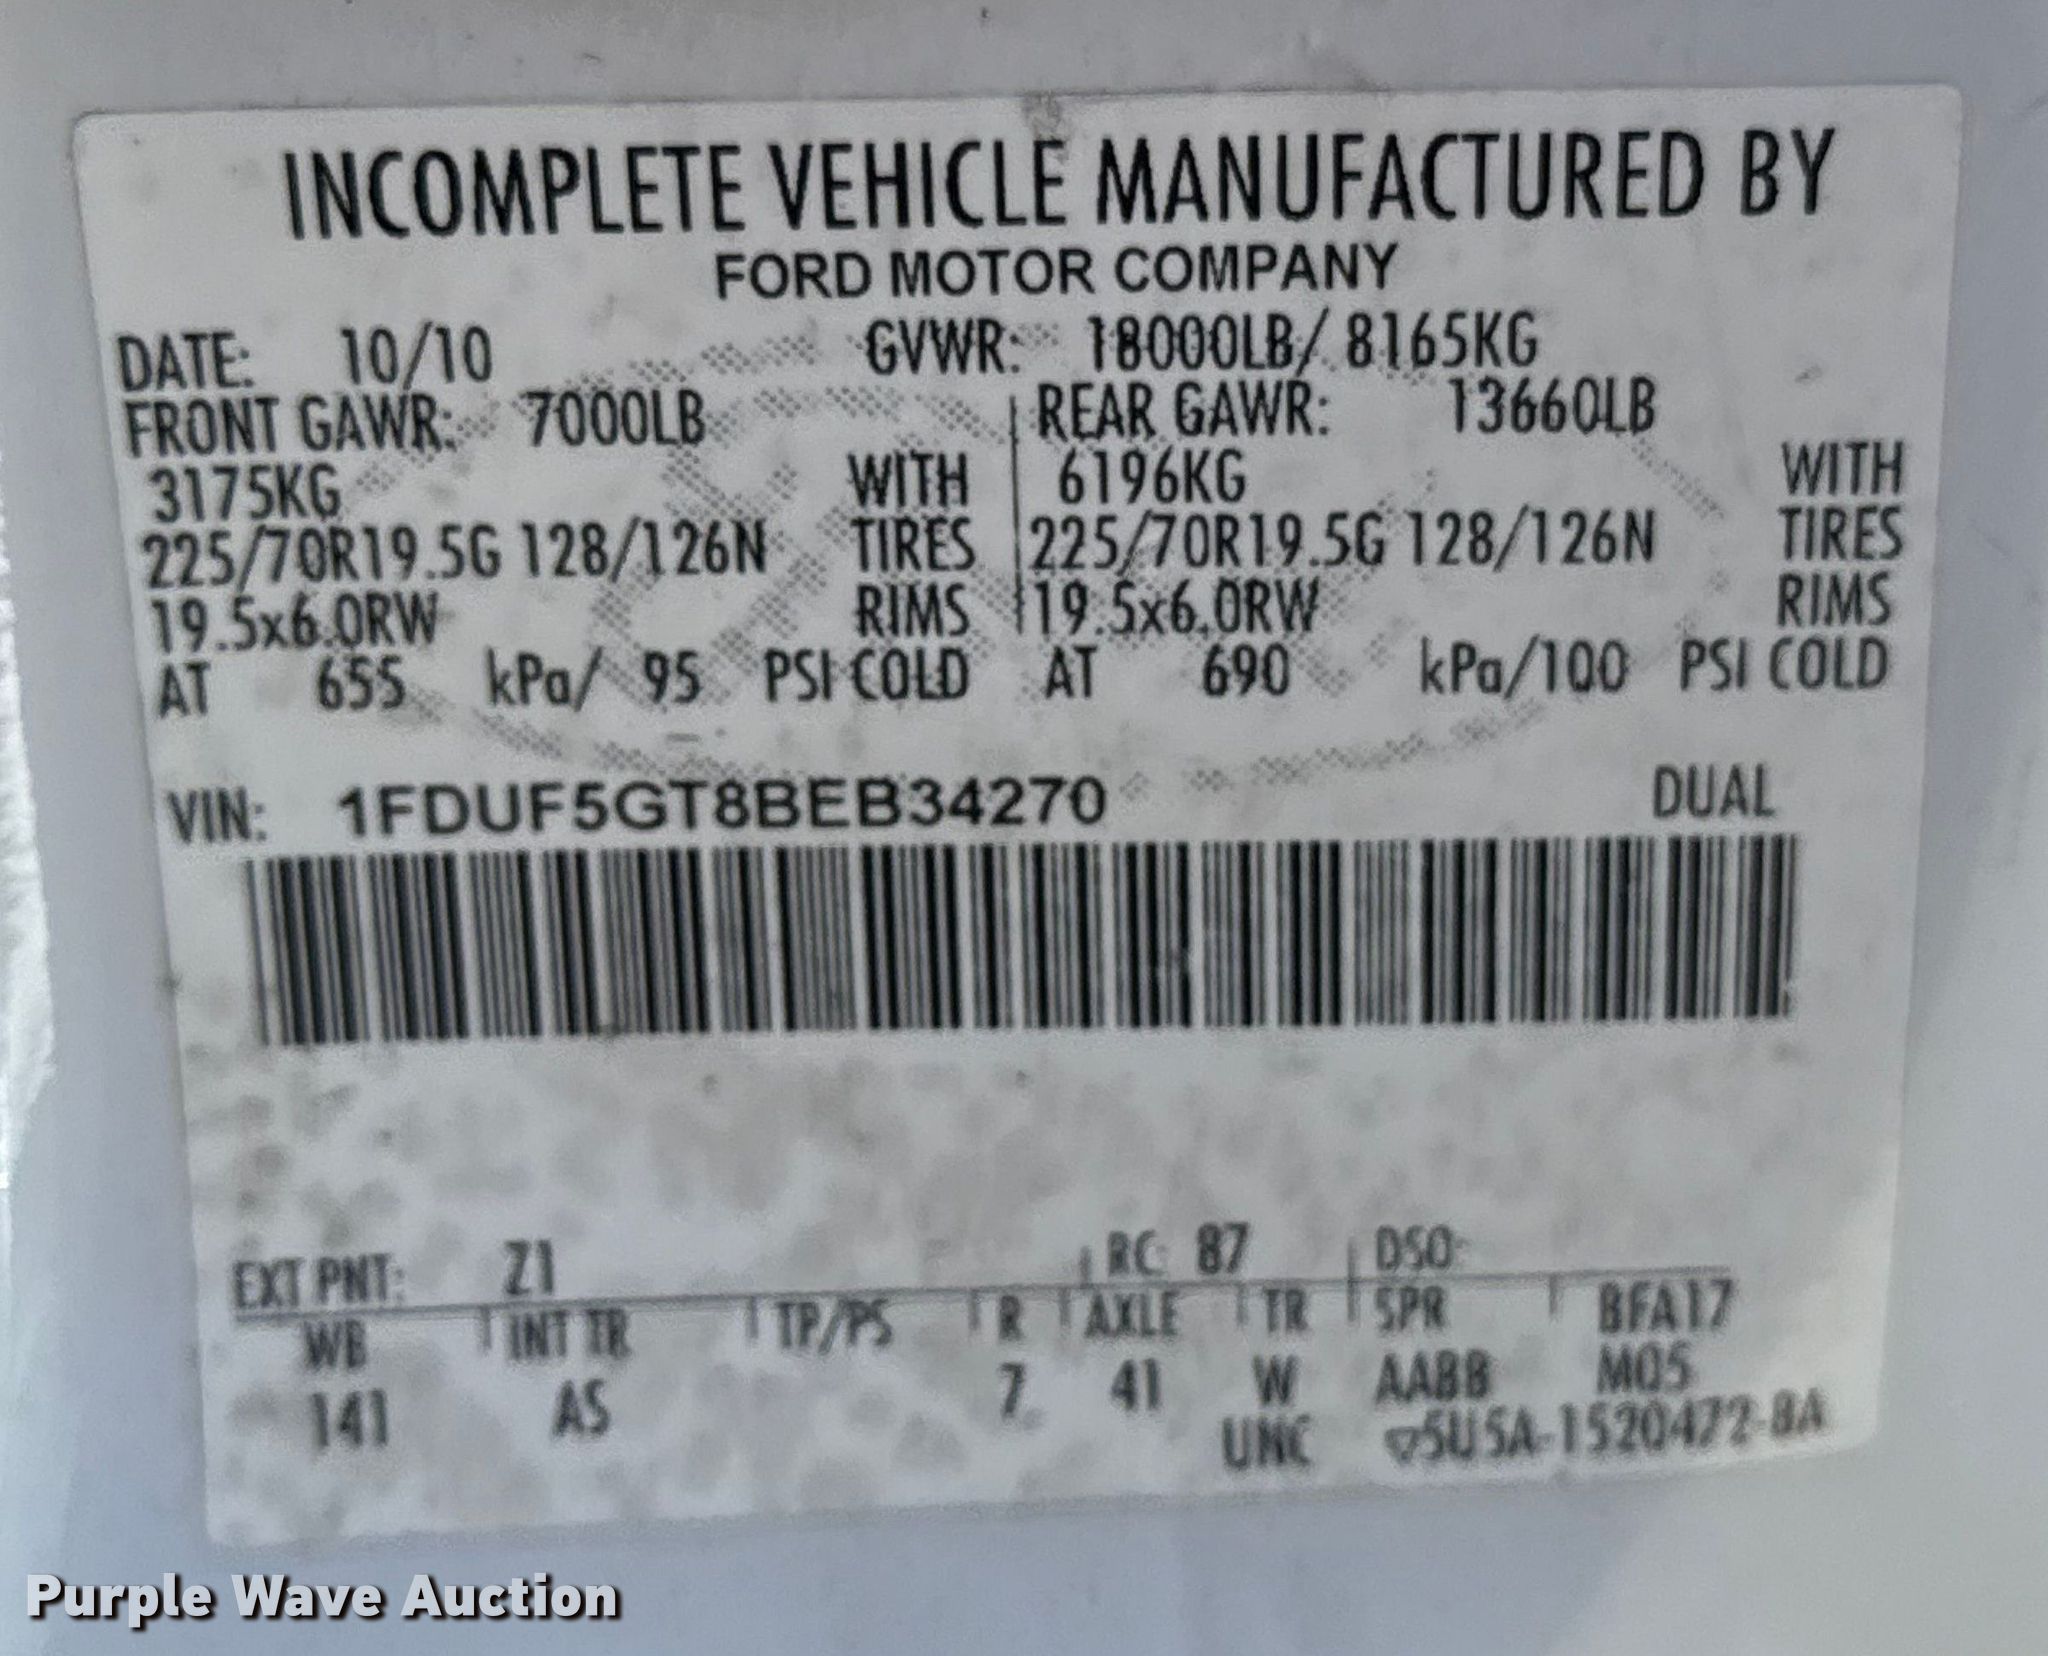 INCOMPLETE VEHICLE MANUFACTURED BY
FORD MOTOR COMPANY
DATE: 10/10 GVWR: 18000LB/ 8165KG
FRONT GAWR: 7000LB REAR GAWR: 13660LB
3175KG WITH 6196KG WITH
225/70R19.5G 128/126N TIRES 225/70R19.5G 128/126N TIRES
19.5x6.0RW RIMS 19.5x6.0RW RIMS
AT 655 kPa/ 95 PSI COLD AT 690 kPa/100 PSI COLD
VIN: 1FDUF5GT8BEB34270 DUAL
EXT PNT: Z1 RC: 87 DSO:
WB INT TR TP/PS R AXLE TR SPR BFA17
141 AS 7 41 W AABB M05
UNC ▽5U5A-1520472-BA
Purple Wave Auction